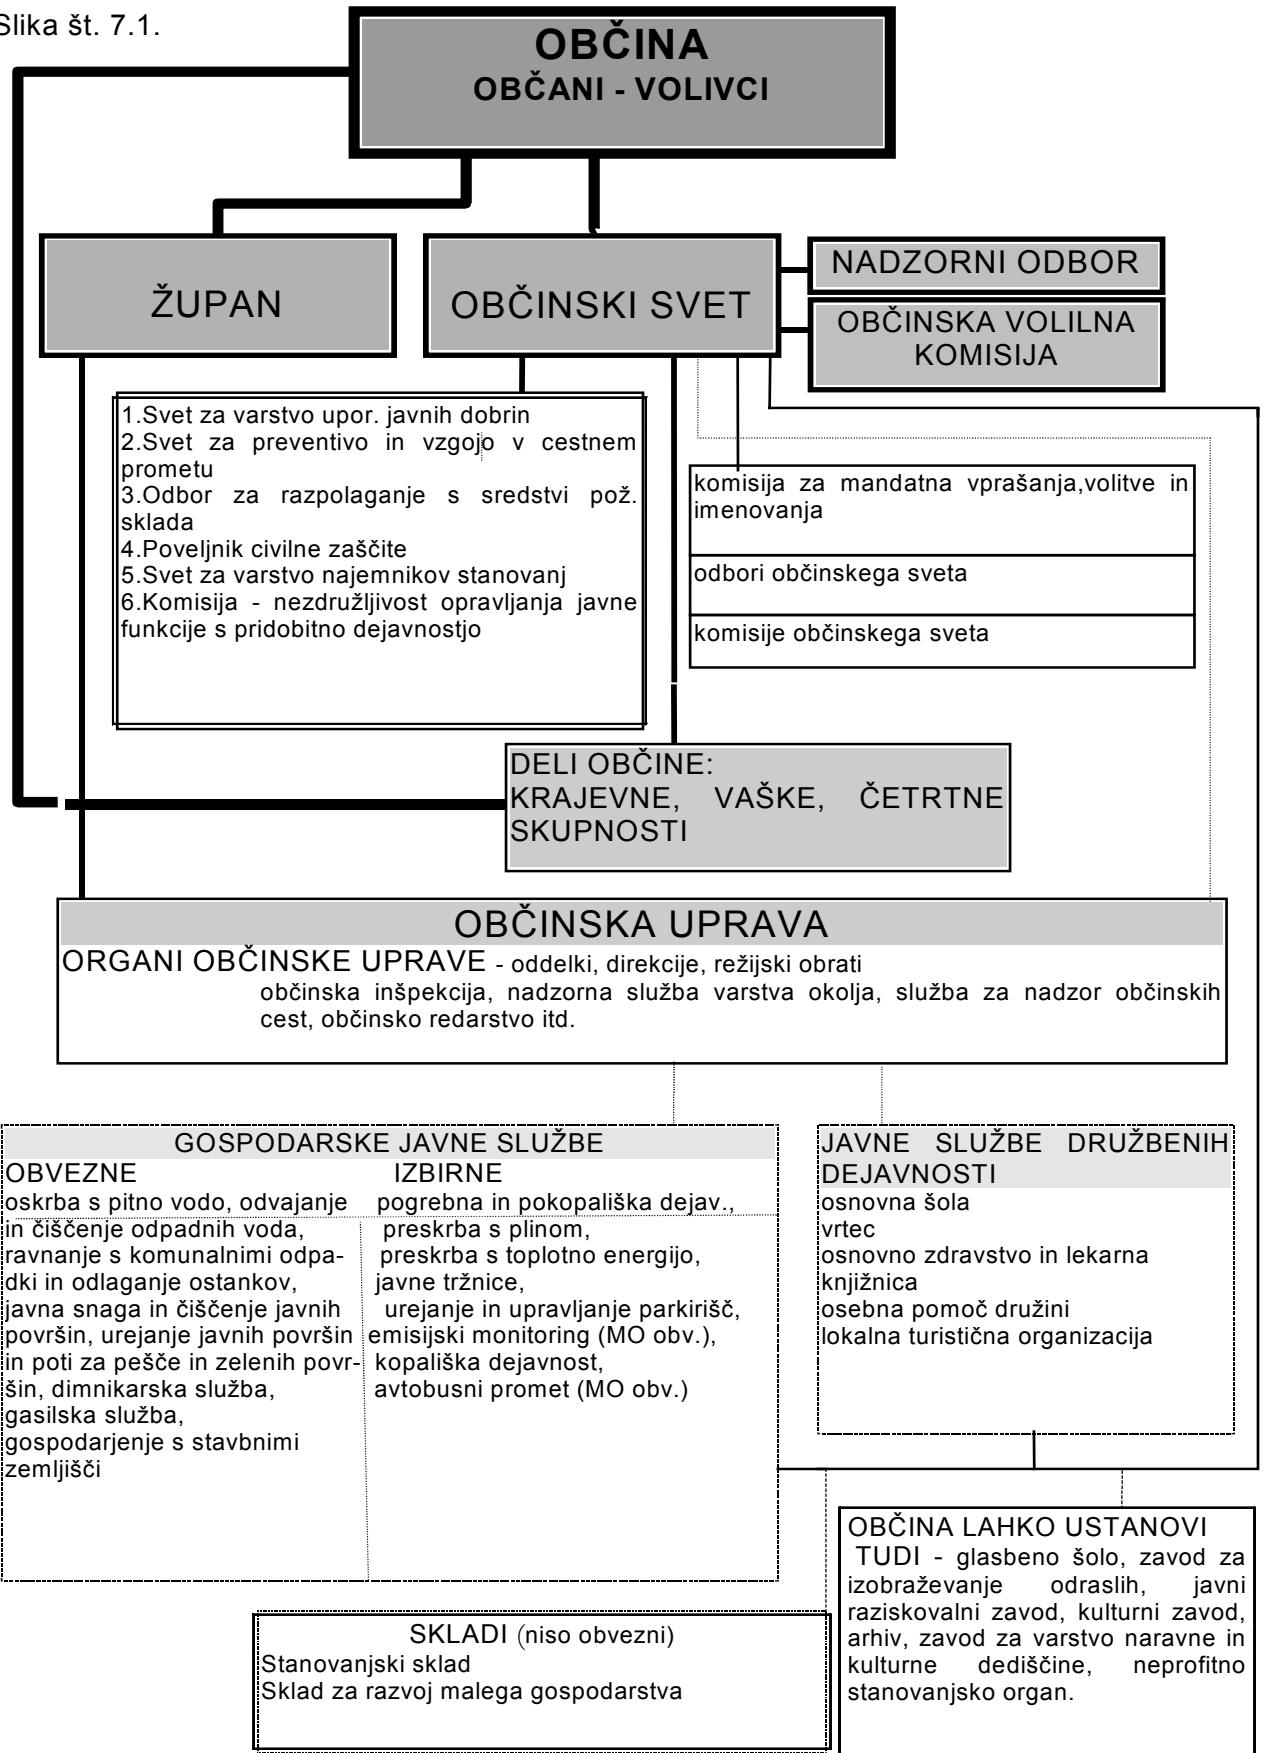 Slika št. 7.1.
OBČINA
OBČANI - VOLIVCI
ŽUPAN
OBČINSKI SVET
NADZORNI ODBOR
OBČINSKA VOLILNA
KOMISIJA
1.Svet za varstvo upor. javnih dobrin
2.Svet za preventivo in vzgojo v cestnem
prometu
3.Odbor za razpolaganje s sredstvi pož.
sklada
4.Poveljnik civilne zaščite
5.Svet za varstvo najemnikov stanovanj
6.Komisija - nezdružljivost opravljanja javne
funkcije s pridobitno dejavnostjo
komisija za mandatna vprašanja,volitve in
imenovanja
odbori občinskega sveta
komisije občinskega sveta
DELI OBČINE:
KRAJEVNE, VAŠKE, ČETRTNE
SKUPNOSTI
OBČINSKA UPRAVA
ORGANI OBČINSKE UPRAVE - oddelki, direkcije, režijski obrati
občinska inšpekcija, nadzorna služba varstva okolja, služba za nadzor občinskih
cest, občinsko redarstvo itd.
GOSPODARSKE JAVNE SLUŽBE
OBVEZNE
oskrba s pitno vodo, odvajanje
in čiščenje odpadnih voda,
ravnanje s komunalnimi odpa-
dki in odlaganje ostankov,
javna snaga in čiščenje javnih
površin, urejanje javnih površin
in poti za pešče in zelenih povr-
šin, dimnikarska služba,
gasilska služba,
gospodarjenje s stavbnimi
zemljišči
IZBIRNE
pogrebna in pokopališka dejav.,
preskrba s plinom,
preskrba s toplotno energijo,
javne tržnice,
urejanje in upravljanje parkirišč,
emisijski monitoring (MO obv.),
kopališka dejavnost,
avtobusni promet (MO obv.)
JAVNE SLUŽBE DRUŽBENIH
DEJAVNOSTI
osnovna šola
vrtec
osnovno zdravstvo in lekarna
knjižnica
osebna pomoč družini
lokalna turistična organizacija
OBČINA LAHKO USTANOVI
TUDI - glasbeno šolo, zavod za
izobraževanje odraslih, javni
raziskovalni zavod, kulturni zavod,
arhiv, zavod za varstvo naravne in
kulturne dediščine, neprofitno
stanovanjsko organ.
SKLADI (niso obvezni)
Stanovanjski sklad
Sklad za razvoj malega gospodarstva